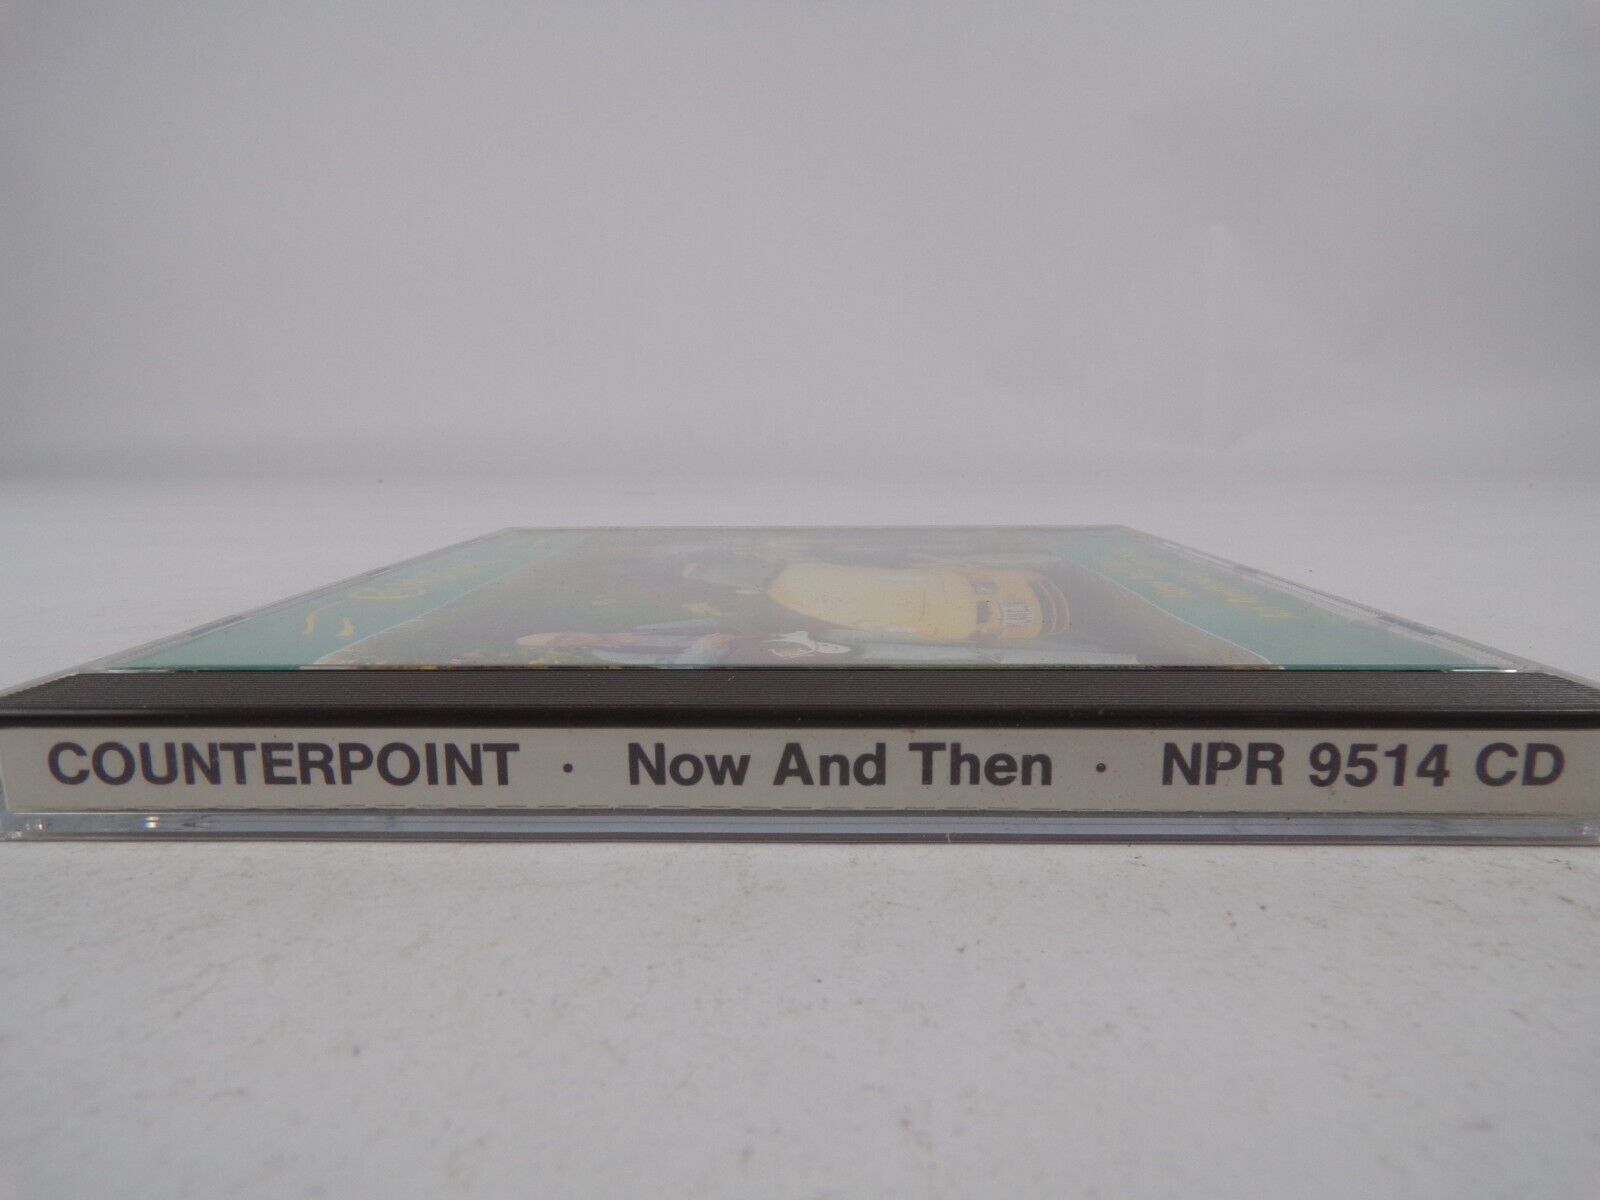 COUNTERPOINT · Now And Then · NPR 9514 CD